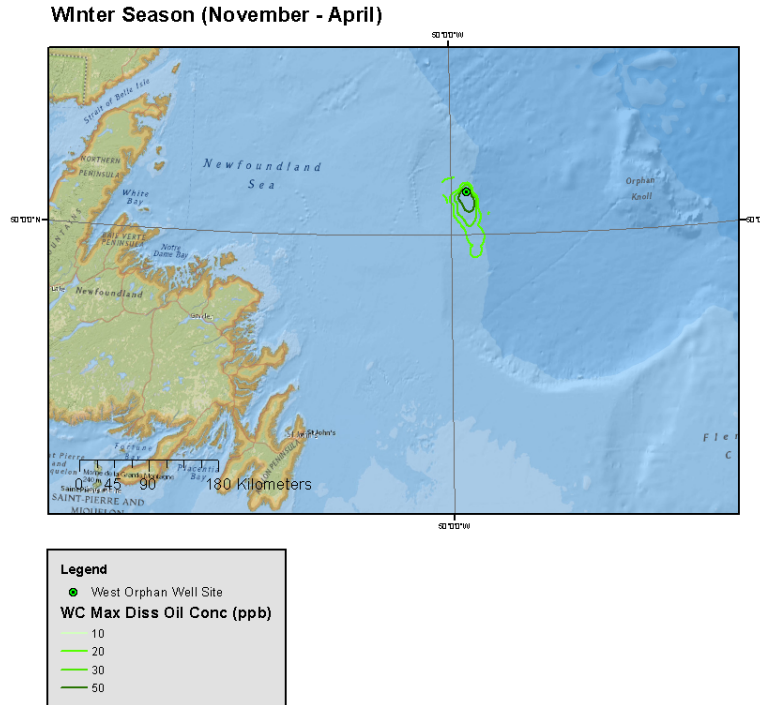 WInter Season (November - April)
50°0'0"W
Strait of Belle Isle
NORTHERN
PENINSULA
Newfoundland
Sea
White
Bay
Orphan
Knoll
BAIE VERTE
PENINSULA
Notre
Dame Bay
Newfoundland
Gander
St John's
Fortune
Bay
Placentia
Bay
SAINT-PIERRE AND
MIQUELON
0 45 90 180 Kilometers
50°0'0"W
Legend
West Orphan Well Site
WC Max Diss Oil Conc (ppb)
10
20
30
50